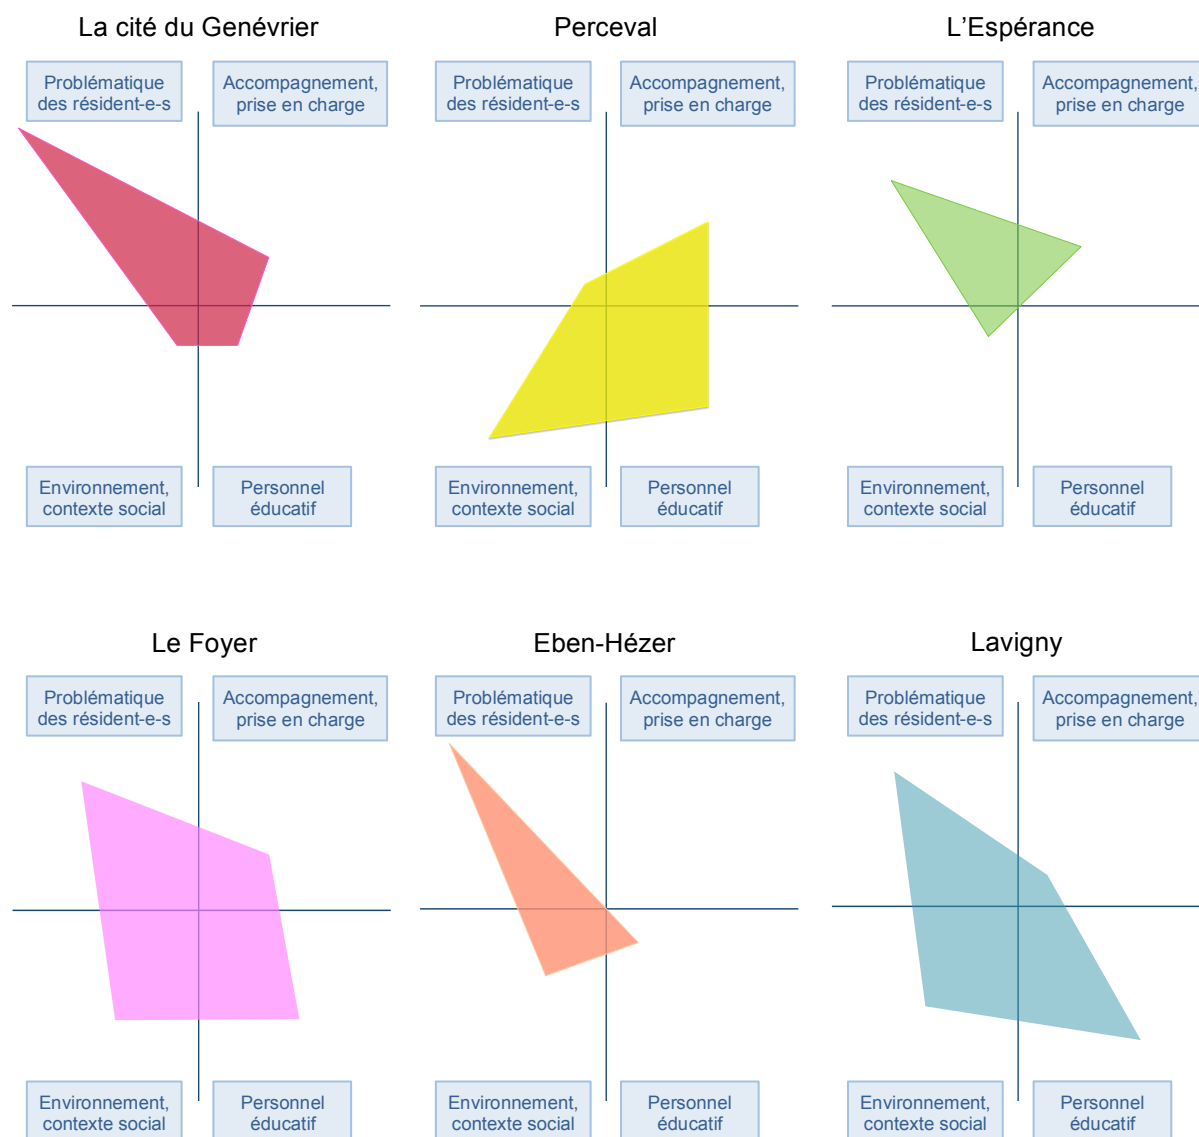 La cité du Genévrier
Problématique
des résident-e-s
Accompagnement,
prise en charge
Environnement,
contexte social
Personnel
éducatif
Perceval
Problématique
des résident-e-s
Accompagnement,
prise en charge
Environnement,
contexte social
Personnel
éducatif
L'Espérance
Problématique
des résident-e-s
Accompagnement,
prise en charge
Environnement,
contexte social
Personnel
éducatif
Le Foyer
Problématique
des résident-e-s
Accompagnement,
prise en charge
Environnement,
contexte social
Personnel
éducatif
Eben-Hézer
Problématique
des résident-e-s
Accompagnement,
prise en charge
Environnement,
contexte social
Personnel
éducatif
Lavigny
Problématique
des résident-e-s
Accompagnement,
prise en charge
Environnement,
contexte social
Personnel
éducatif